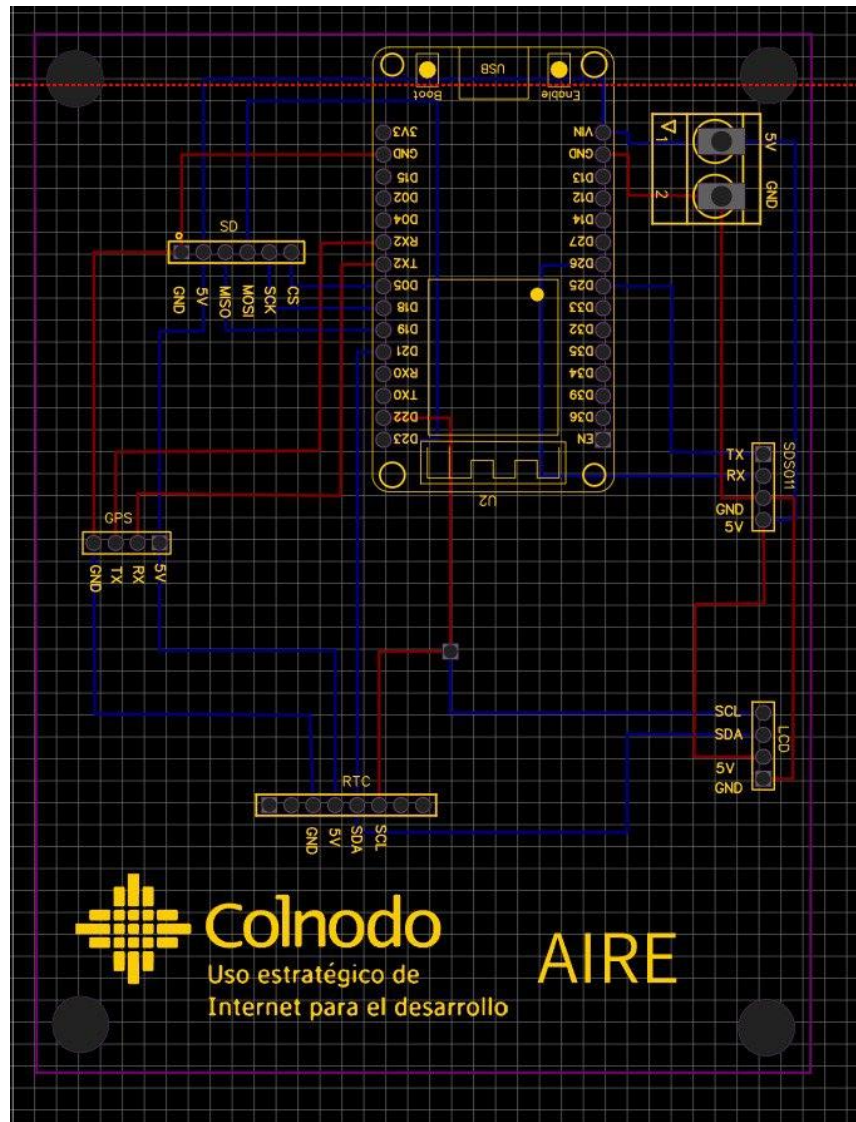 USB
Boot
Enable
3V3
GND
D15
D02
D04
RX2
TX2
D05
D18
D19
D21
RX0
TX0
D22
D23
VIN
GND
D13
D12
D14
D27
D26
D25
D33
D32
D35
D34
D39
D36
EN
U2
1
2
5V
GND
SD
GND
5V
MISO
MOSI
SCK
CS
GPS
GND
TX
RX
5V
TX
RX
GND
5V
SDS011
SCL
SDA
5V
GND
LCD
RTC
GND
5V
SDA
SCL
Colnodo
Uso estratégico de
Internet para el desarrollo
AIRE